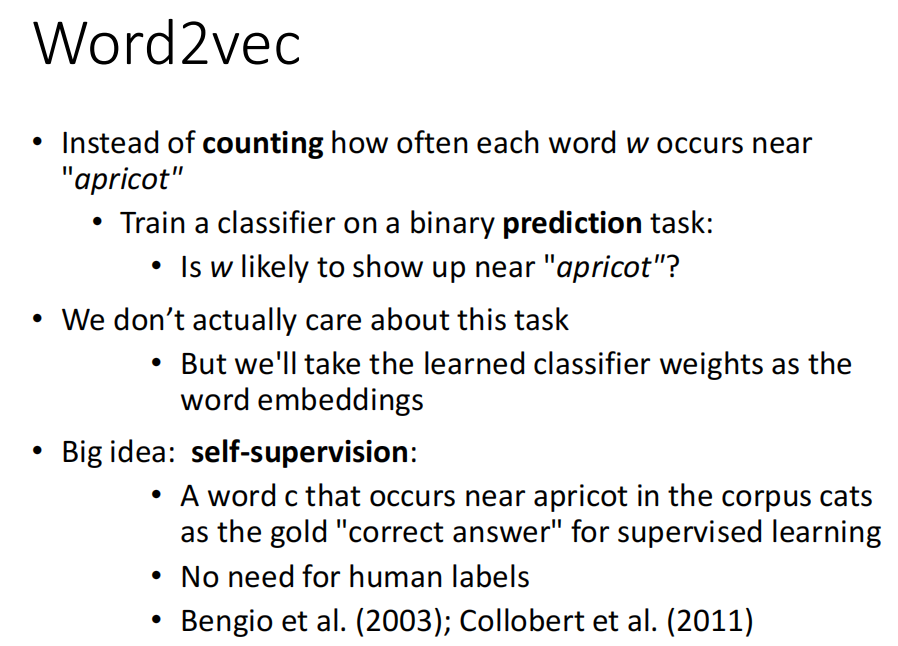 Word2vec
• Instead of counting how often each word w occurs near
"apricot"
• Train a classifier on a binary prediction task:
• Is w likely to show up near "apricot"?
• We don’t actually care about this task
• But we'll take the learned classifier weights as the
word embeddings
• Big idea: self-supervision:
• A word c that occurs near apricot in the corpus cats
as the gold "correct answer" for supervised learning
• No need for human labels
• Bengio et al. (2003); Collobert et al. (2011)